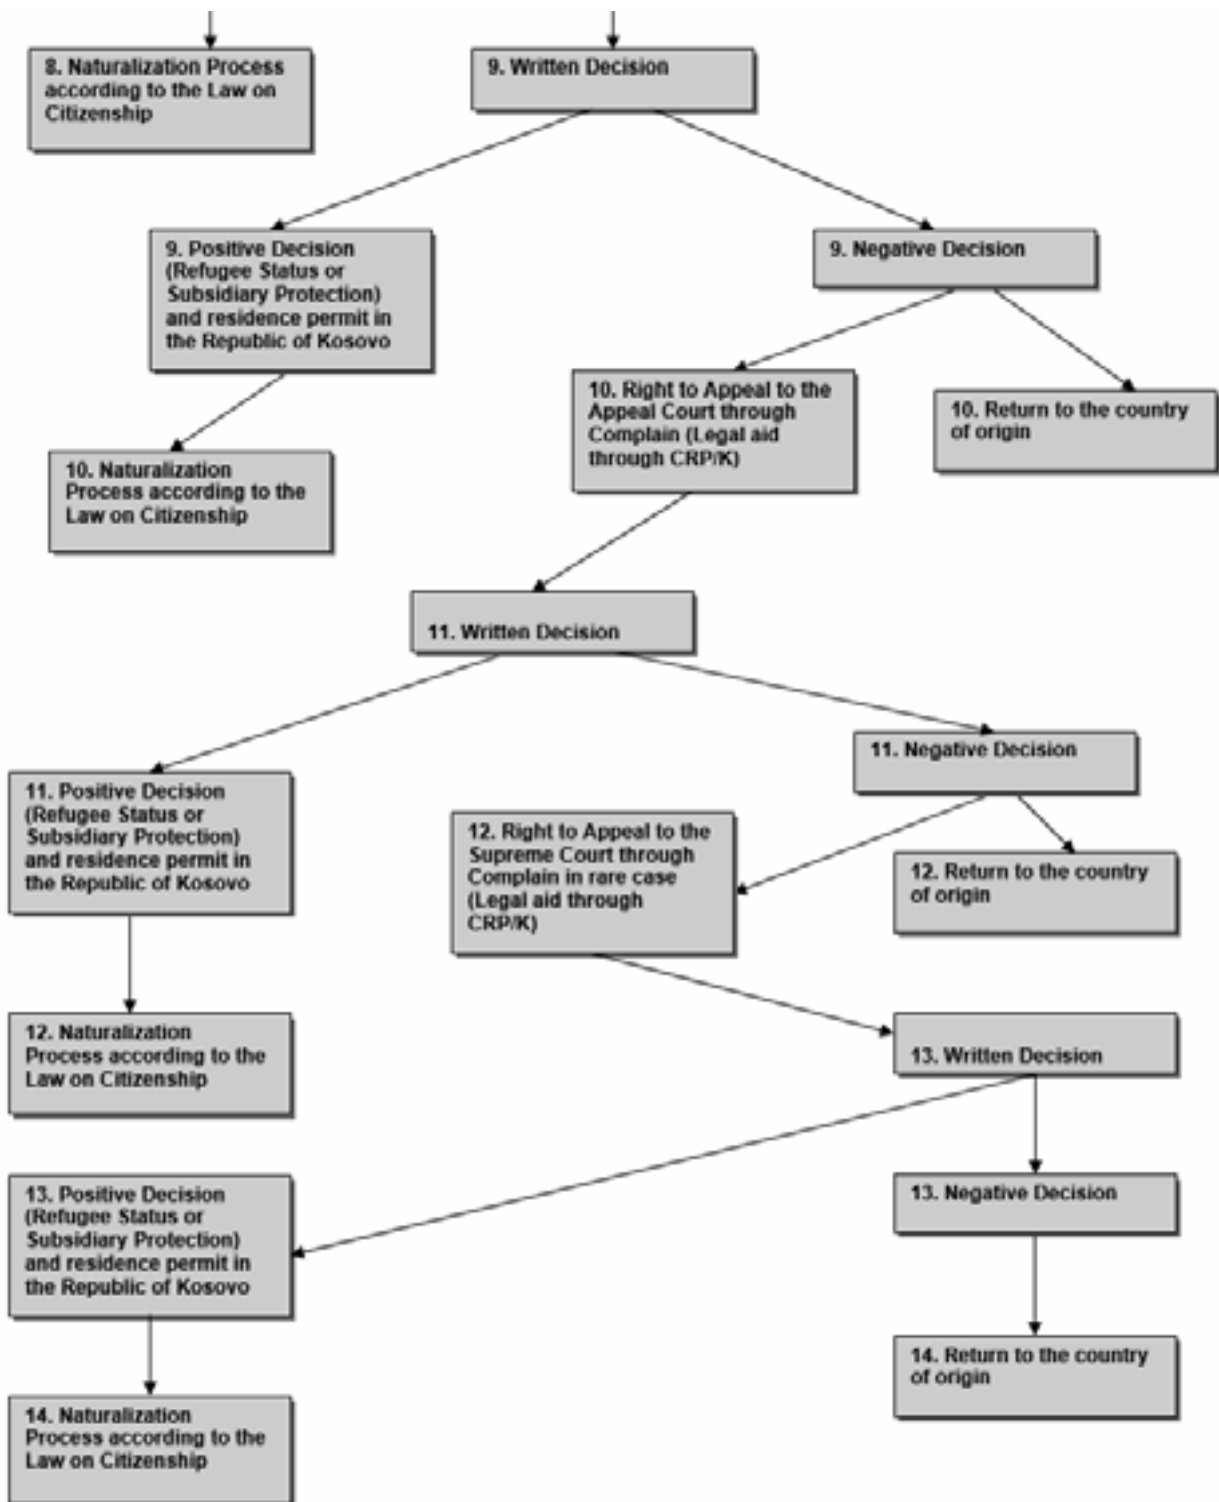 8. Naturalization Process
according to the Law on
Citizenship
9. Written Decision
9. Positive Decision
(Refugee Status or
Subsidiary Protection)
and residence permit in
the Republic of Kosovo
9. Negative Decision
10. Right to Appeal to the
Appeal Court through
Complain (Legal aid
through CRP/K)
10. Return to the country
of origin
10. Naturalization
Process according to the
Law on Citizenship
11. Written Decision
11. Negative Decision
11. Positive Decision
(Refugee Status or
Subsidiary Protection)
and residence permit in
the Republic of Kosovo
12. Right to Appeal to the
Supreme Court through
Complain in rare case
(Legal aid through
CRP/K)
12. Return to the country
of origin
12. Naturalization
Process according to the
Law on Citizenship
13. Written Decision
13. Positive Decision
(Refugee Status or
Subsidiary Protection)
and residence permit in
the Republic of Kosovo
13. Negative Decision
14. Return to the country
of origin
14. Naturalization
Process according to the
Law on Citizenship